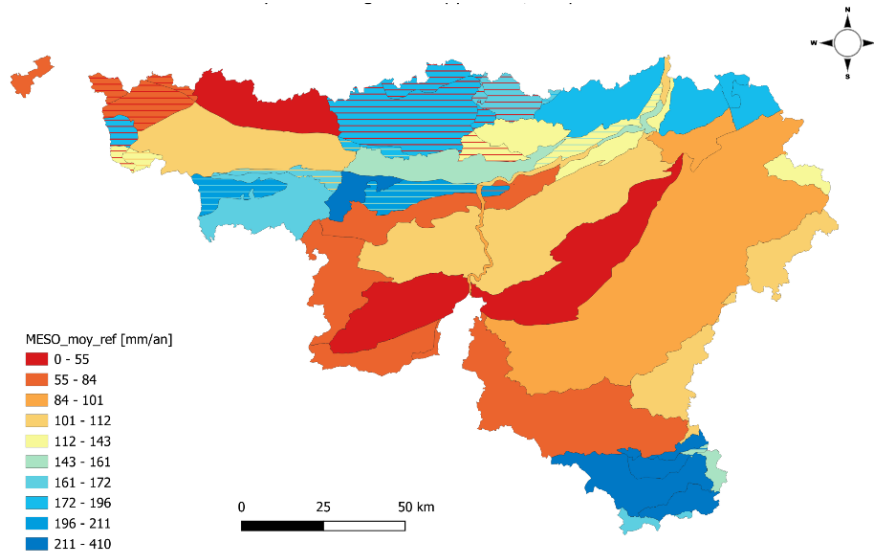 N
W
E
S
MESO_moy_ref [mm/an]
0 - 55
55 - 84
84 - 101
101 - 112
112 - 143
143 - 161
161 - 172
172 - 196
196 - 211
211 - 410
0 25 50 km